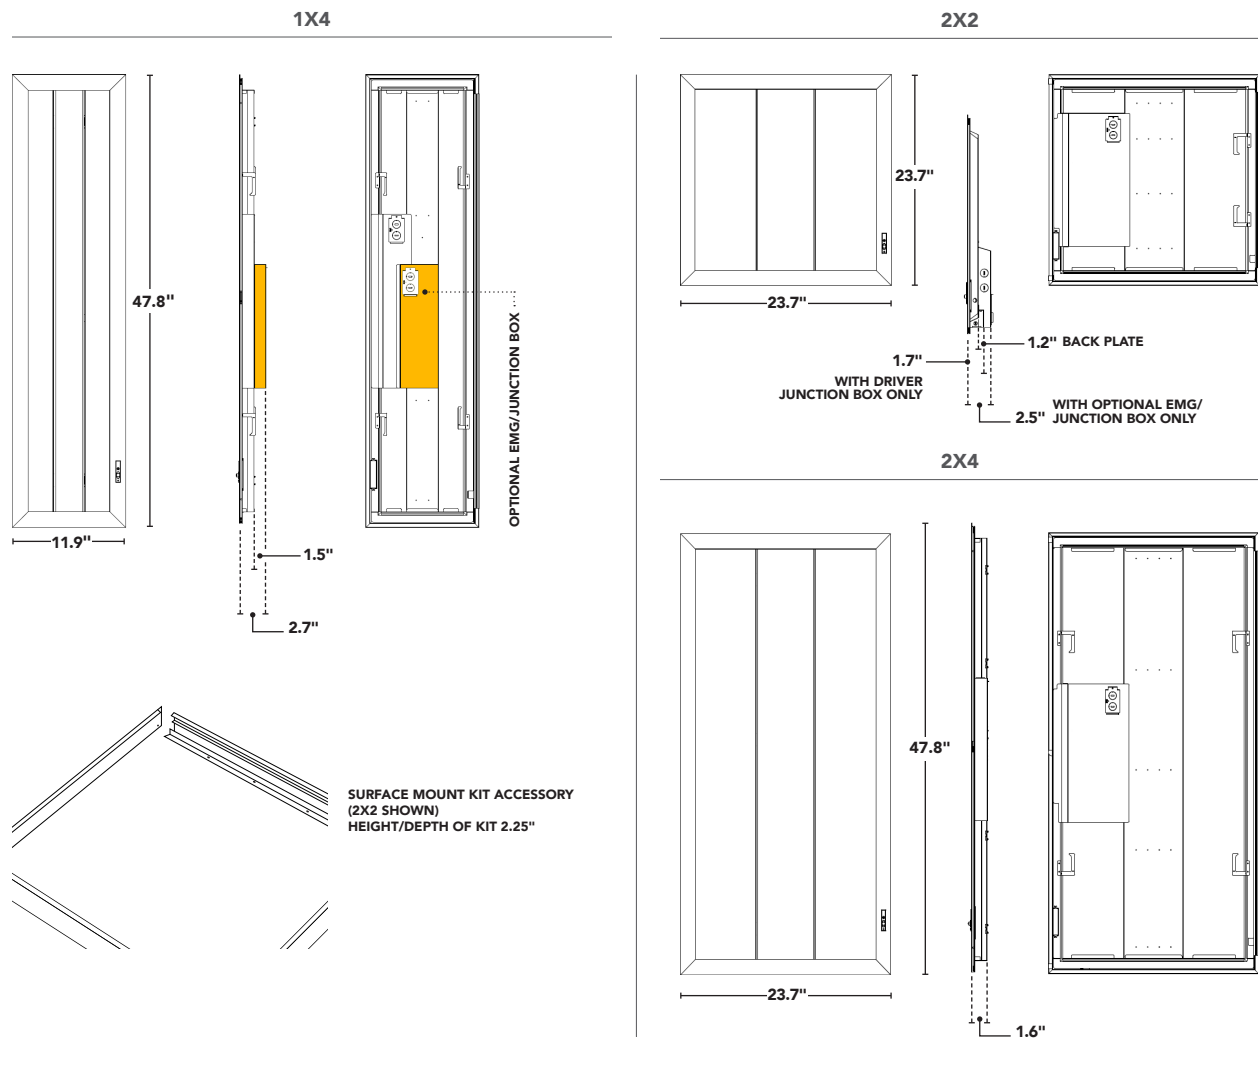 1X4
47.8"
11.9"
OPTIONAL EMG/JUNCTION BOX
1.5"
2.7"
SURFACE MOUNT KIT ACCESSORY
(2X2 SHOWN)
HEIGHT/DEPTH OF KIT 2.25"
2X2
23.7"
23.7"
1.2" BACK PLATE
1.7"
WITH DRIVER
JUNCTION BOX ONLY
2.5" WITH OPTIONAL EMG/
JUNCTION BOX ONLY
2X4
47.8"
23.7"
1.6"